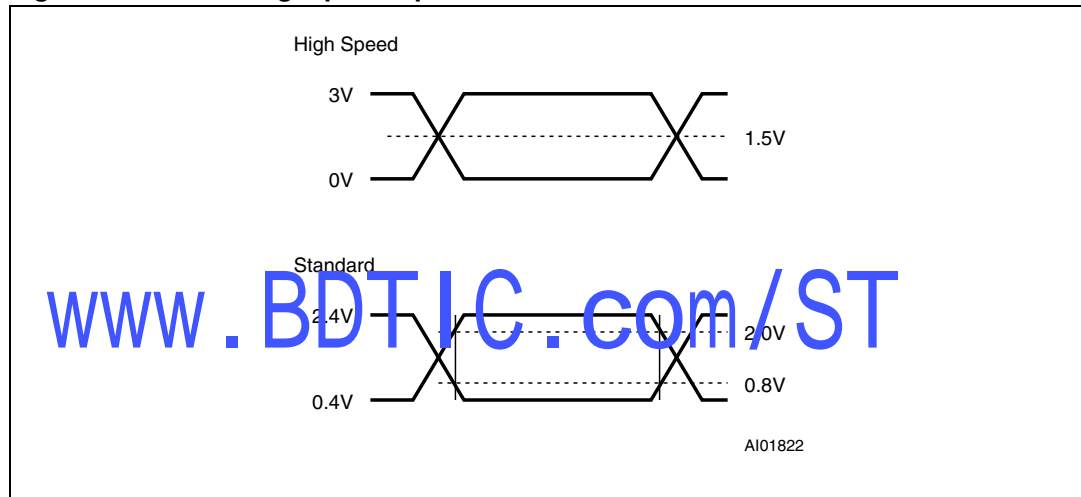 High Speed
3V
1.5V
0V
Standard
www.BDTIC.com/ST
2.4V
2.0V
0.8V
0.4V
AI01822